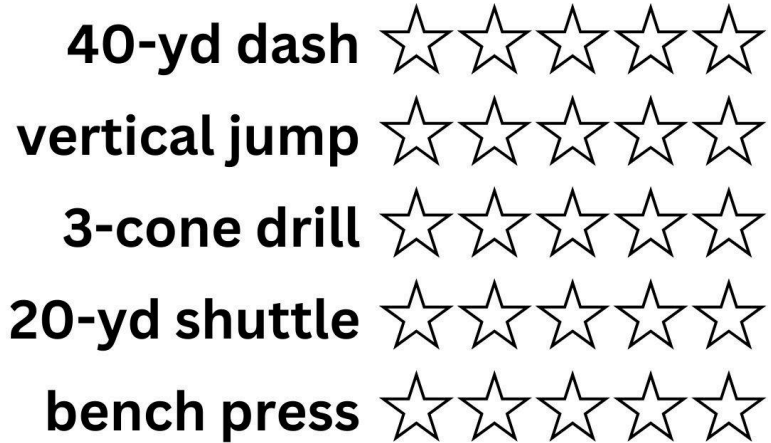 40-yd dash
vertical jump
3-cone drill
20-yd shuttle
bench press